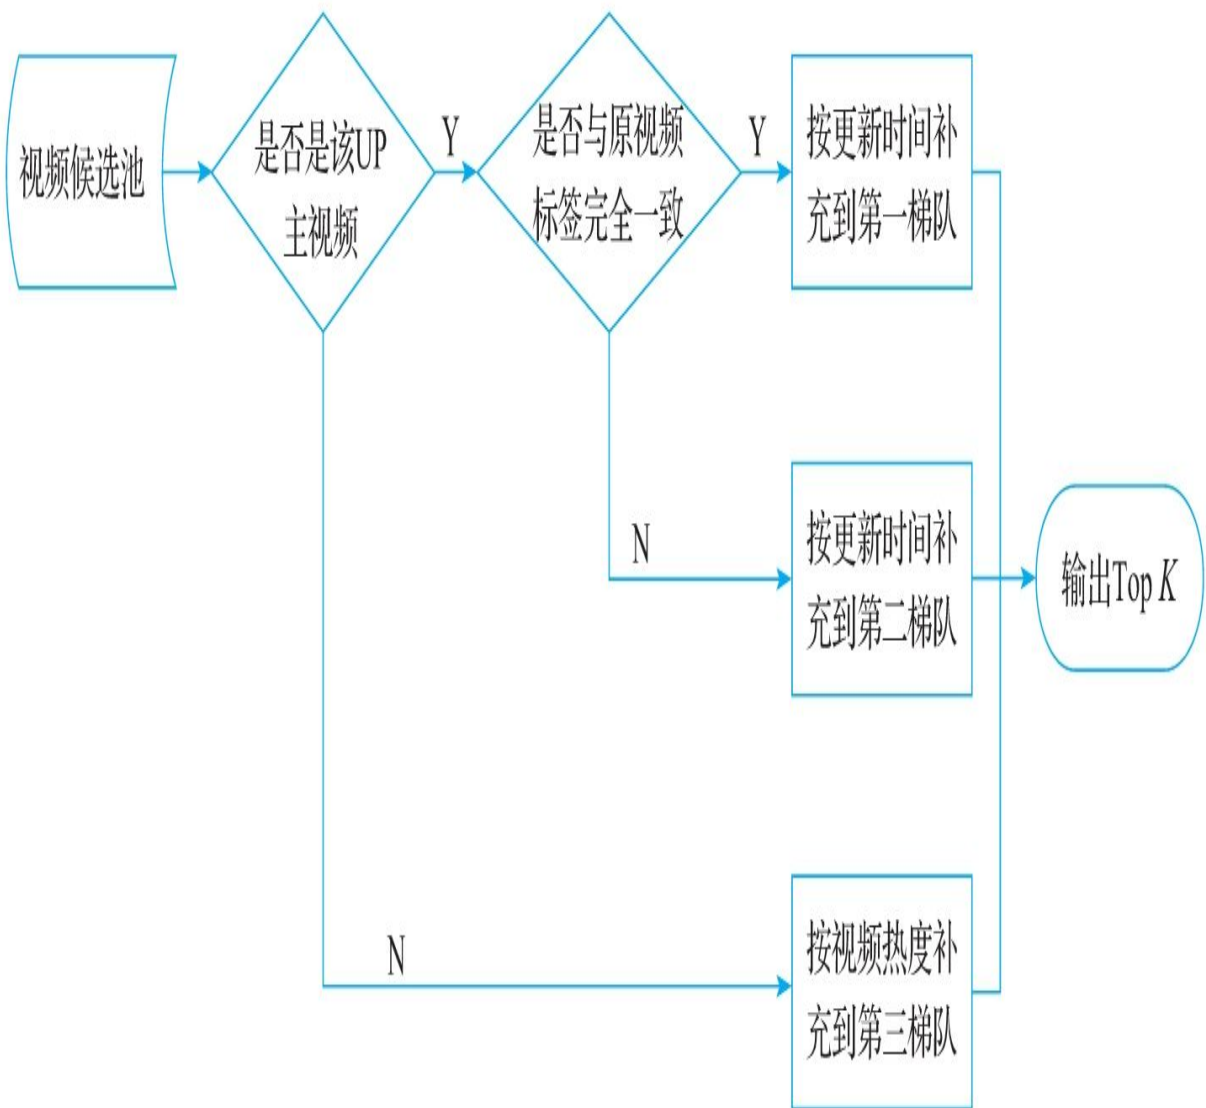 视频候选池
是否是该UP
主视频
Y
是否与原视频
标签完全一致
Y
按更新时间补
充到第一梯队
N
按更新时间补
充到第二梯队
输出Top K
N
按视频热度补
充到第三梯队